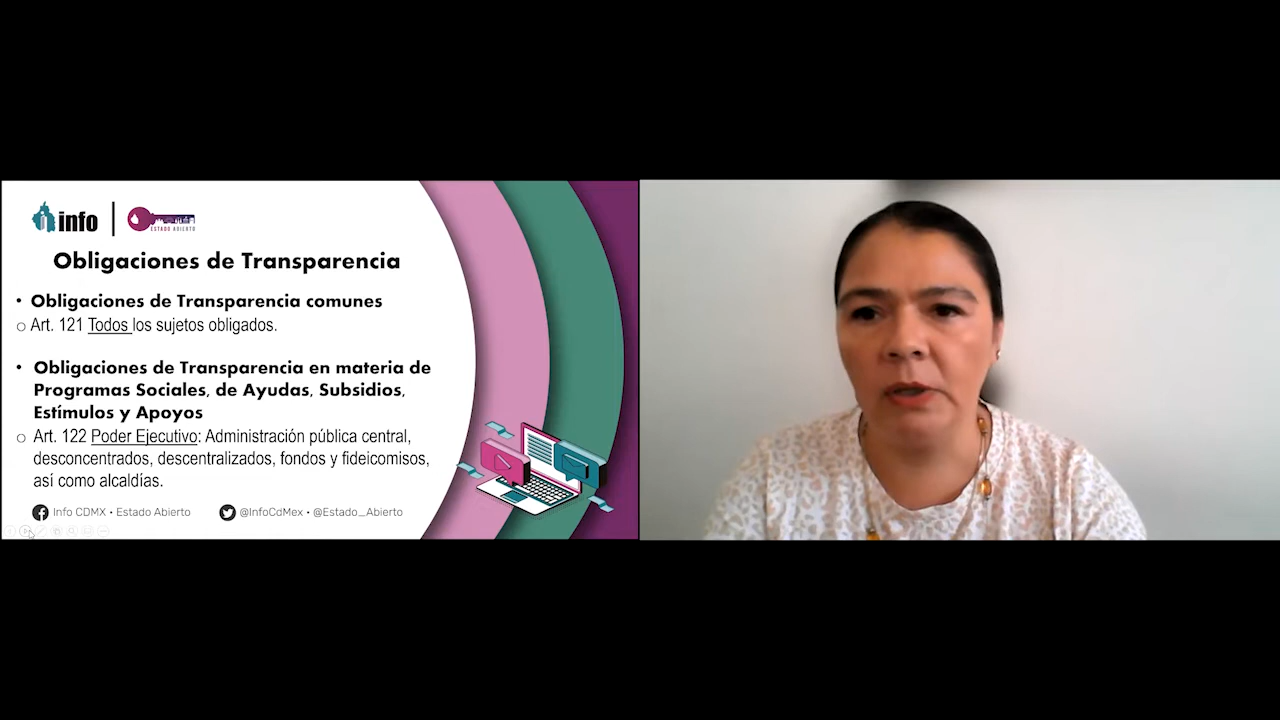 info
ESTADO ABIERTO
Obligaciones de Transparencia
• Obligaciones de Transparencia comunes
○ Art. 121 Todos los sujetos obligados.
• Obligaciones de Transparencia en materia de
Programas Sociales, de Ayudas, Subsidios,
Estímulos y Apoyos
○ Art. 122 Poder Ejecutivo: Administración pública central,
desconcentrados, descentralizados, fondos y fideicomisos,
así como alcaldías.
Info CDMX • Estado Abierto
@InfoCdMex • @Estado_Abierto